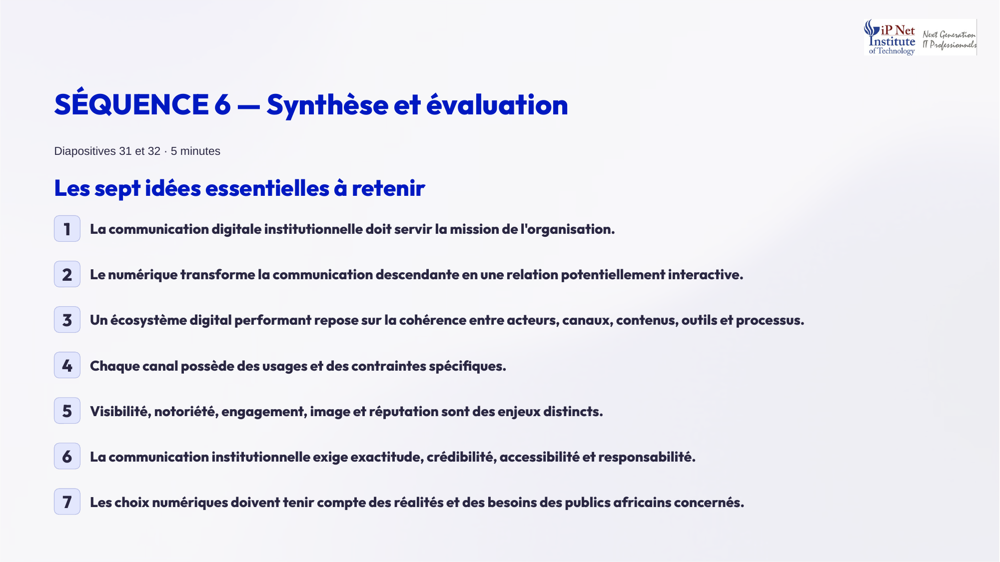 iP Net
Institute
of Technology
Next Generation
IT Professionnels
SÉQUENCE 6 — Synthèse et évaluation
Diapositives 31 et 32 · 5 minutes
Les sept idées essentielles à retenir
1 La communication digitale institutionnelle doit servir la mission de l'organisation.
2 Le numérique transforme la communication descendante en une relation potentiellement interactive.
3 Un écosystème digital performant repose sur la cohérence entre acteurs, canaux, contenus, outils et processus.
4 Chaque canal possède des usages et des contraintes spécifiques.
5 Visibilité, notoriété, engagement, image et réputation sont des enjeux distincts.
6 La communication institutionnelle exige exactitude, crédibilité, accessibilité et responsabilité.
7 Les choix numériques doivent tenir compte des réalités et des besoins des publics africains concernés.